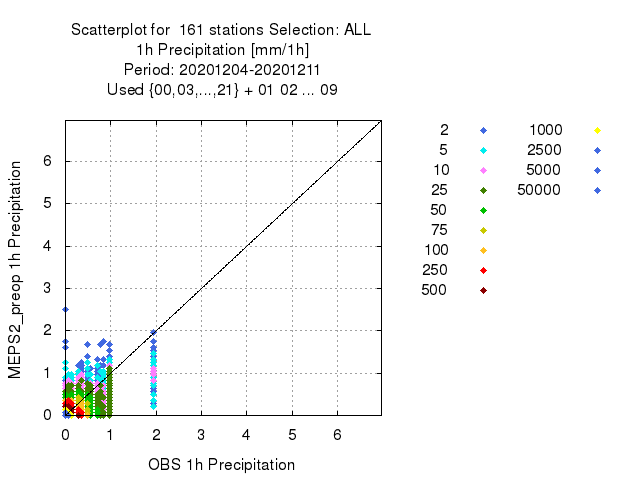 Scatterplot for 161 stations Selection: ALL
1h Precipitation [mm/1h]
Period: 20201204-20201211
Used {00,03,...,21} + 01 02 ... 09
MEPS2_preop 1h Precipitation
6
5
4
3
2
1
0
0 1 2 3 4 5 6
OBS 1h Precipitation
2 1000
5 2500
10 5000
25 50000
50
75
100
250
500